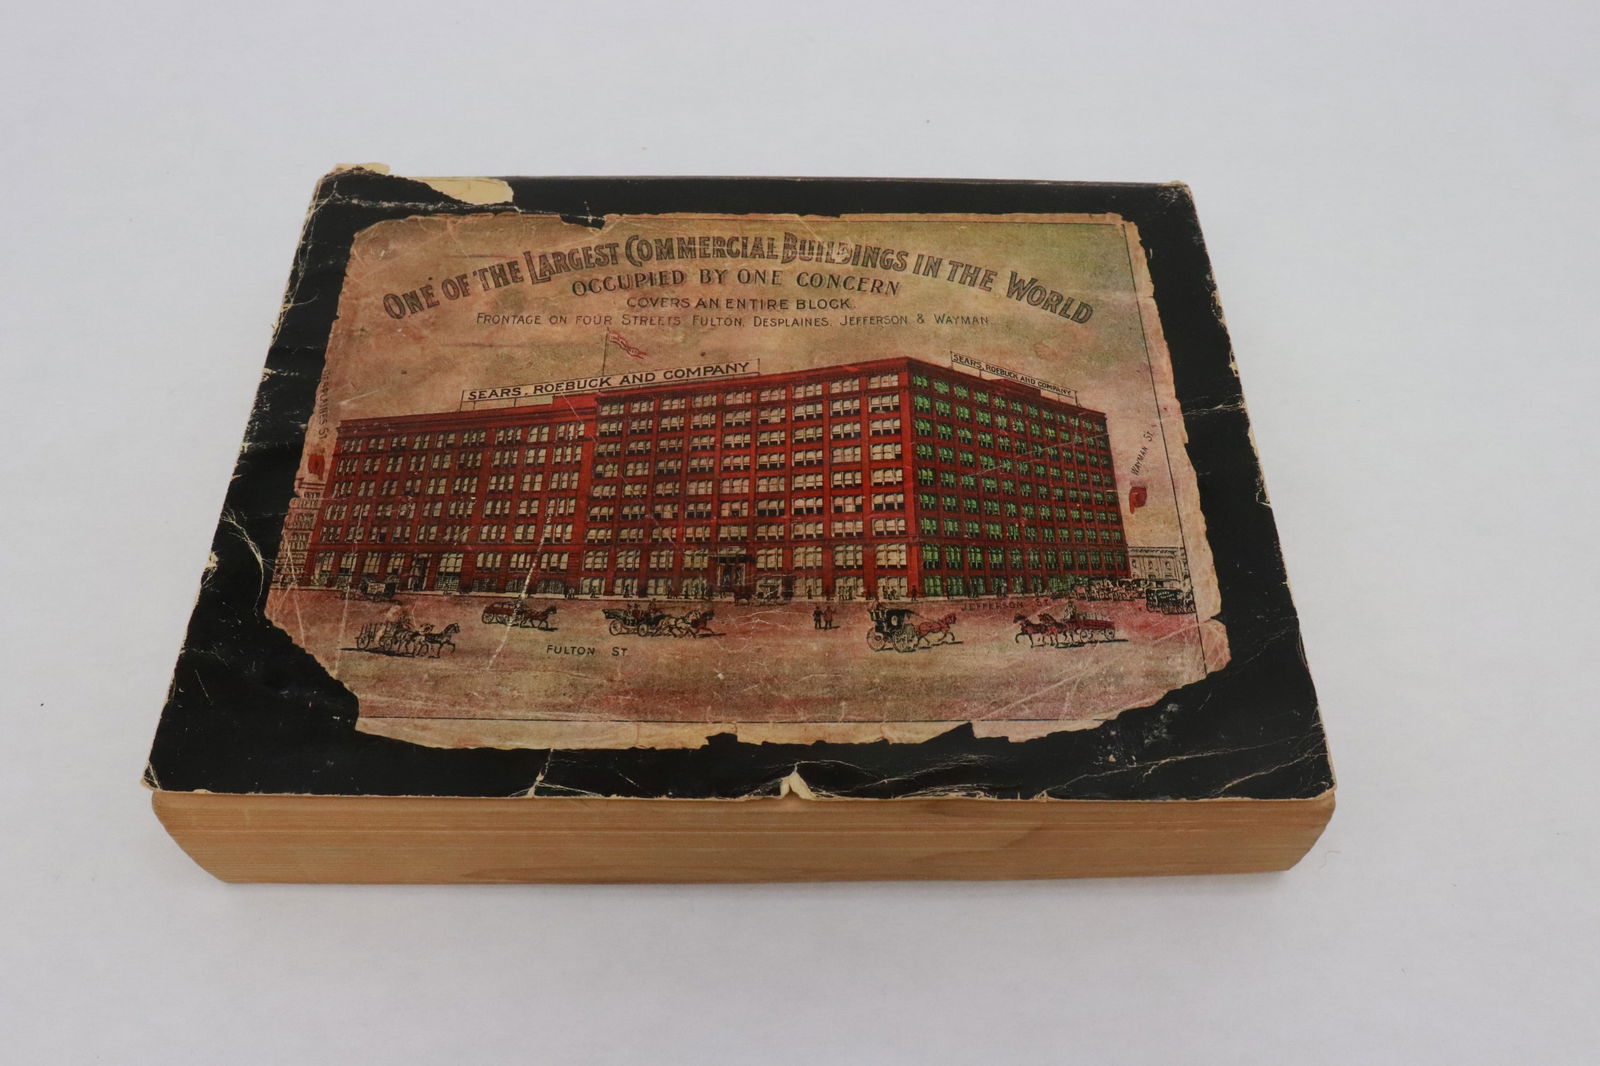 ONE OF THE LARGEST COMMERCIAL BUILDINGS IN THE WORLD
OCCUPIED BY ONE CONCERN
COVERS AN ENTIRE BLOCK.
FRONTAGE ON FOUR STREETS FULTON, DESPLAINES, JEFFERSON & WAYMAN.
SEARS, ROEBUCK AND COMPANY
SEARS, ROEBUCK AND COMPANY
WAYMAN ST.
JEFFERSON ST.
FULTON ST